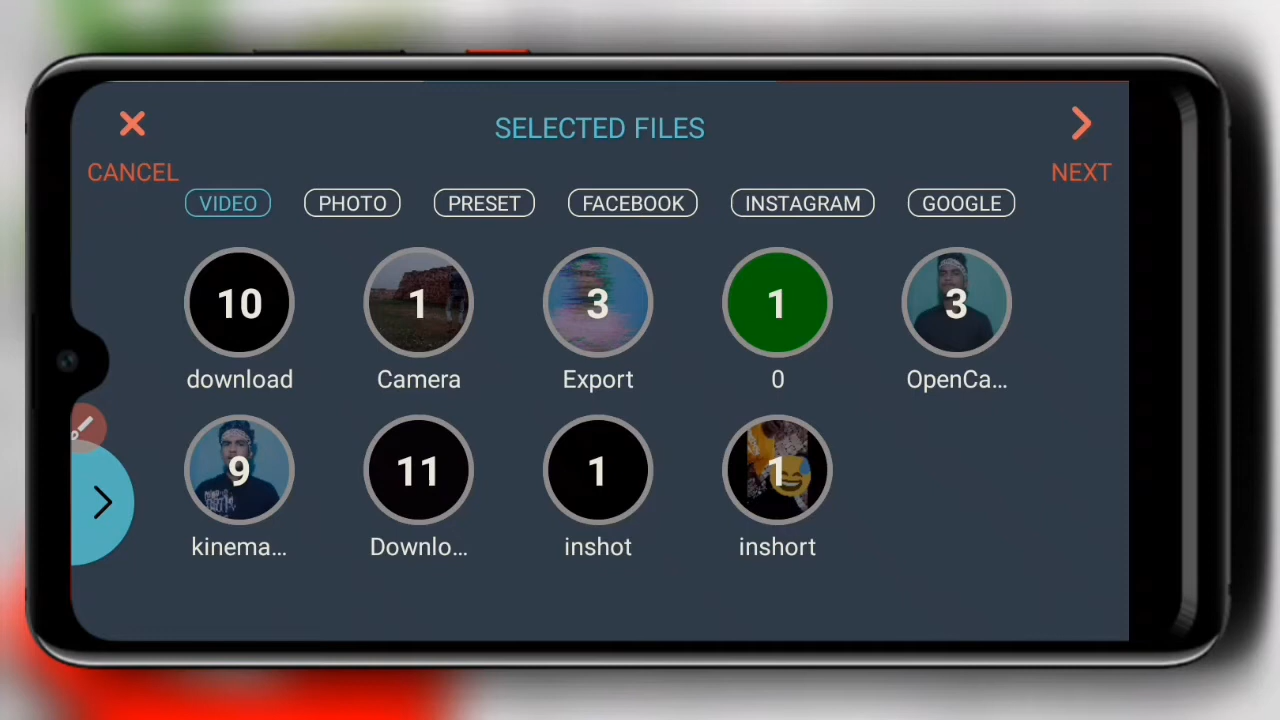 SELECTED FILES
CANCEL
NEXT
VIDEO PHOTO PRESET FACEBOOK INSTAGRAM GOOGLE
10 1 3 1 3
download Camera Export 0 OpenCa...
9 11 1 1
kinema... Downlo... inshot inshort